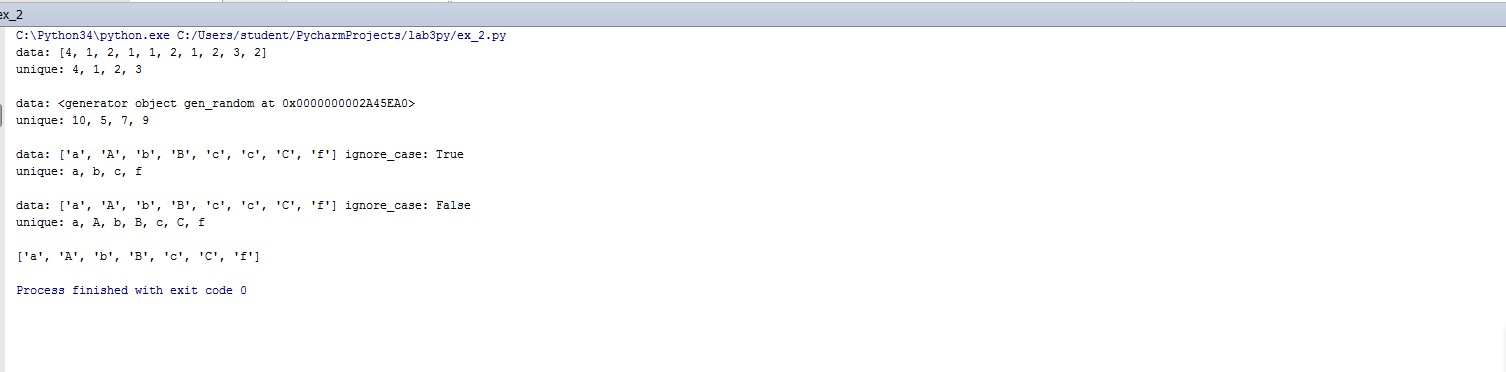 ex_2
C:\Python34\python.exe C:/Users/student/PycharmProjects/lab3py/ex_2.py
data: [4, 1, 2, 1, 1, 2, 1, 2, 3, 2]
unique: 4, 1, 2, 3
data: <generator object gen_random at 0x0000000002A45EA0>
unique: 10, 5, 7, 9
data: ['a', 'A', 'b', 'B', 'c', 'c', 'C', 'f'] ignore_case: True
unique: a, b, c, f
data: ['a', 'A', 'b', 'B', 'c', 'c', 'C', 'f'] ignore_case: False
unique: a, A, b, B, c, C, f
['a', 'A', 'b', 'B', 'c', 'C', 'f']
Process finished with exit code 0